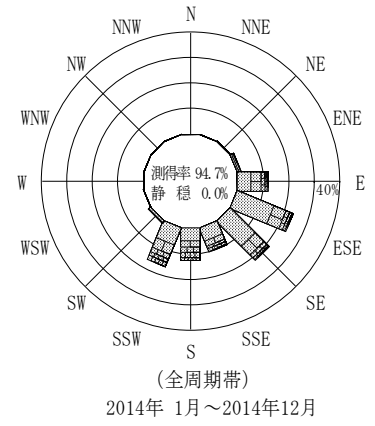 N
NNW
NNE
NW
NE
WNW
ENE
測得率 94.7%
静 穏 0.0%
W
40%
E
WSW
ESE
SW
SE
SSW
SSE
S
(全周期帯)
2014年 1月～2014年12月